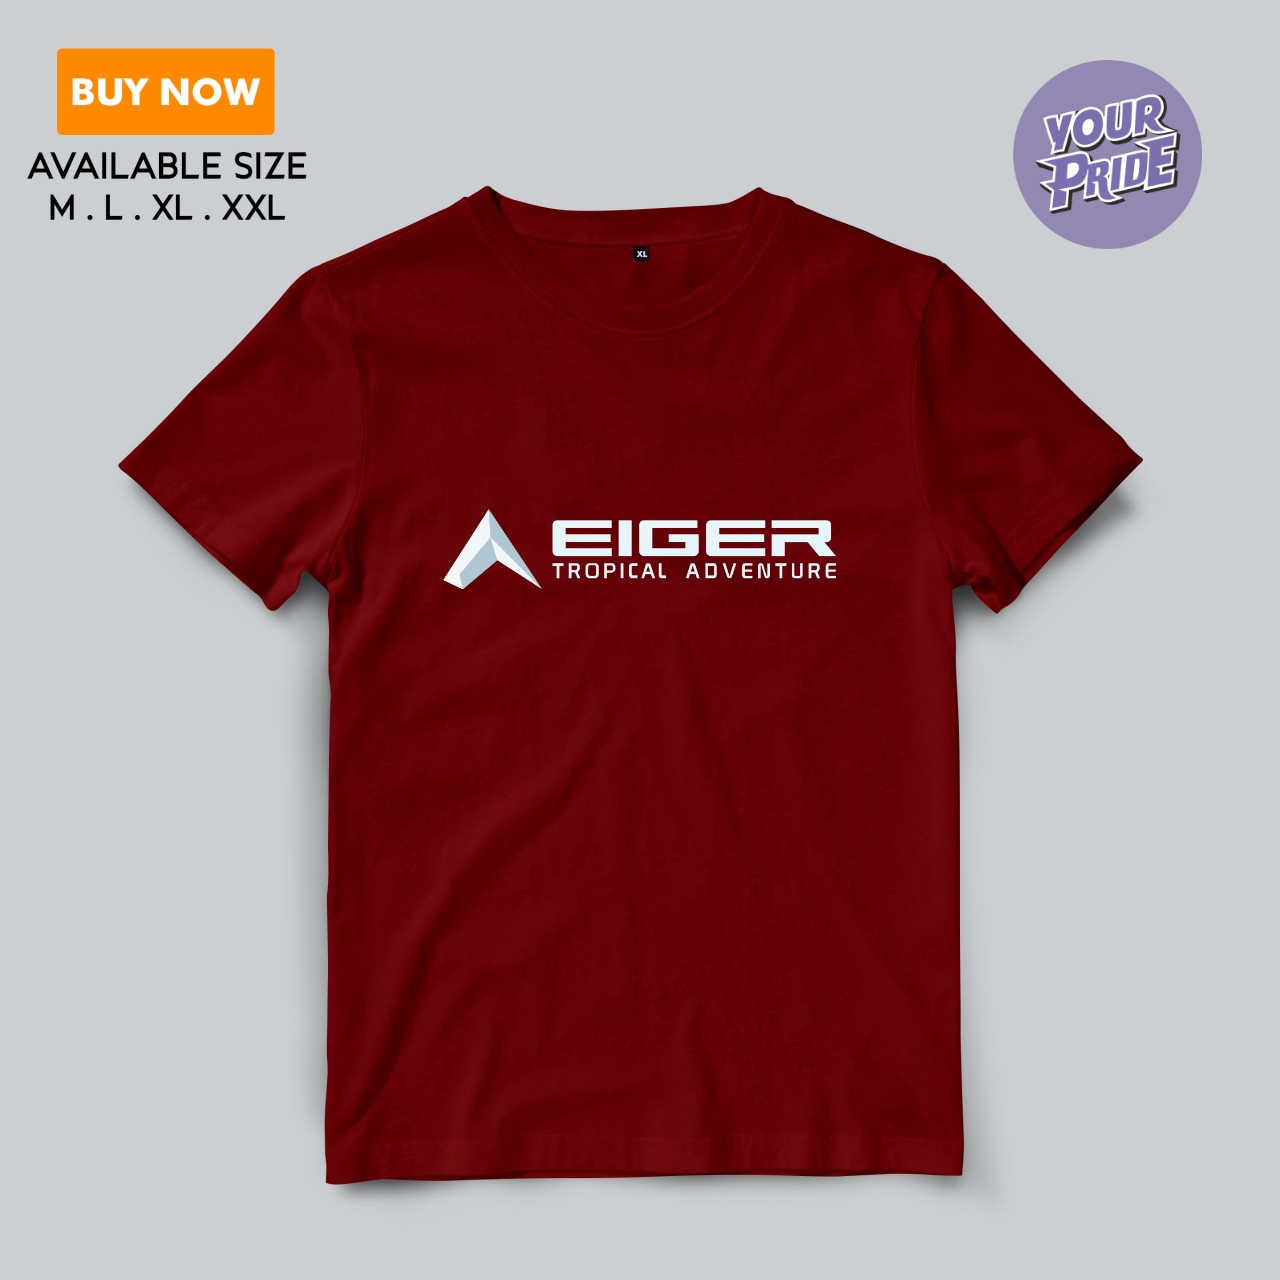 BUY NOW
AVAILABLE SIZE
M . L . XL . XXL
YOUR
PRIDE
XL
EIGER
TROPICAL ADVENTURE